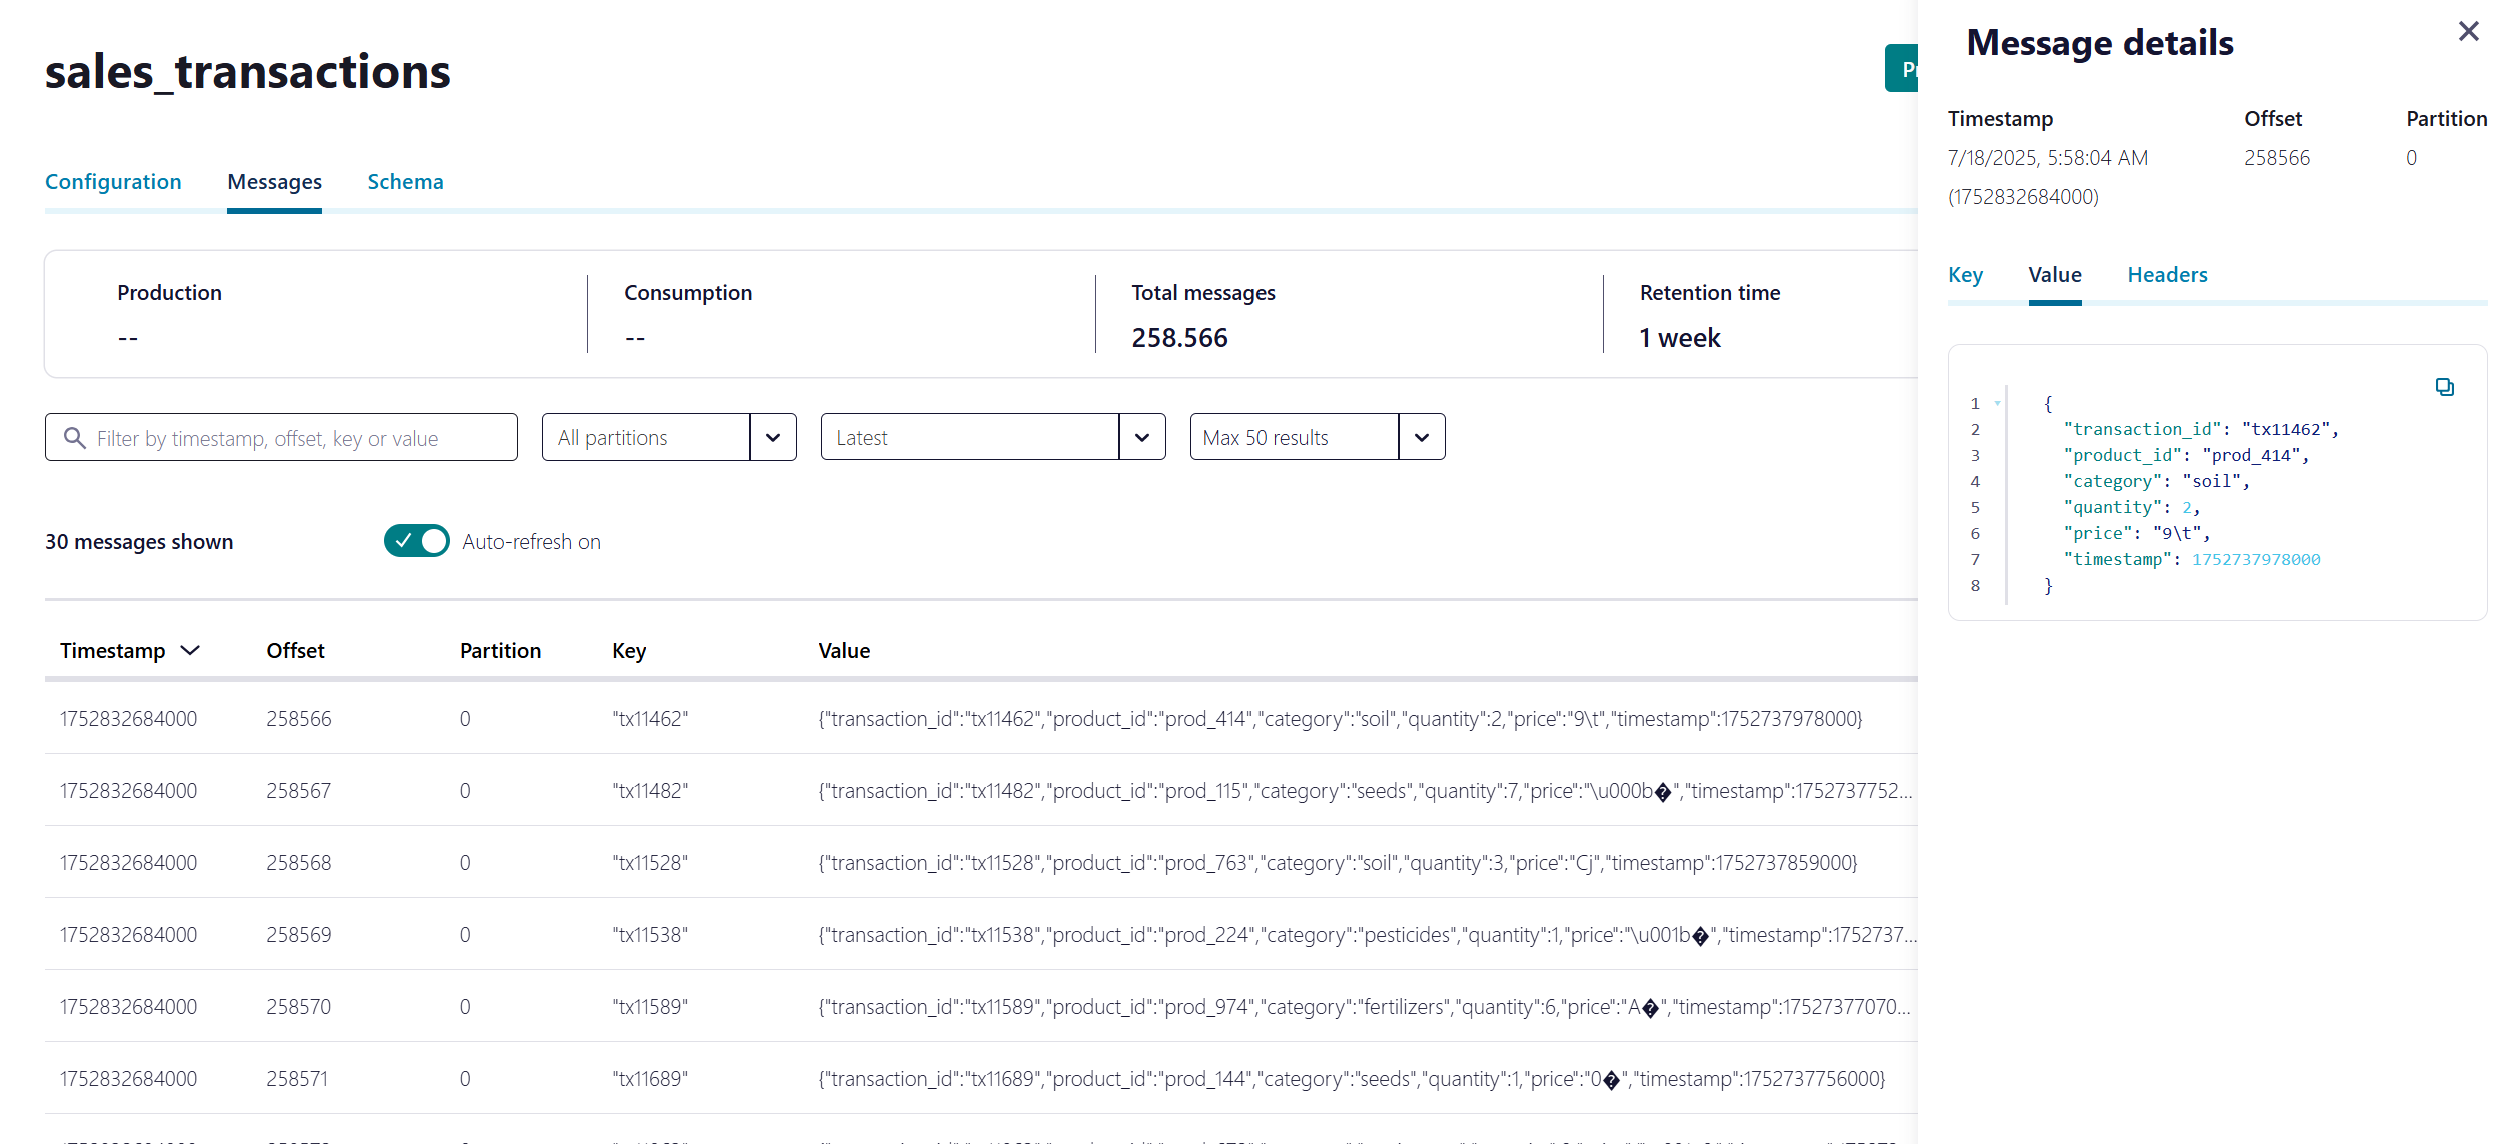 sales_transactions
Configuration Messages Schema
Production Consumption Total messages Retention time
-- -- 258.566 1 week
Filter by timestamp, offset, key or value All partitions Latest Max 50 results
30 messages shown Auto-refresh on
Timestamp Offset Partition Key Value
1752832684000 258566 0 "tx11462" {"transaction_id":"tx11462","product_id":"prod_414","category":"soil","quantity":2,"price":"9\t","timestamp":1752737978000}
1752832684000 258567 0 "tx11482" {"transaction_id":"tx11482","product_id":"prod_115","category":"seeds","quantity":7,"price":"\u000b�","timestamp":1752737752...
1752832684000 258568 0 "tx11528" {"transaction_id":"tx11528","product_id":"prod_763","category":"soil","quantity":3,"price":"Cj","timestamp":1752737859000}
1752832684000 258569 0 "tx11538" {"transaction_id":"tx11538","product_id":"prod_224","category":"pesticides","quantity":1,"price":"\u001b�","timestamp":1752737...
1752832684000 258570 0 "tx11589" {"transaction_id":"tx11589","product_id":"prod_974","category":"fertilizers","quantity":6,"price":"A�","timestamp":17527377070...
1752832684000 258571 0 "tx11689" {"transaction_id":"tx11689","product_id":"prod_144","category":"seeds","quantity":1,"price":"0�","timestamp":1752737756000}
Message details
Timestamp Offset Partition
7/18/2025, 5:58:04 AM 258566 0
(1752832684000)
Key Value Headers
1 {
2 "transaction_id": "tx11462",
3 "product_id": "prod_414",
4 "category": "soil",
5 "quantity": 2,
6 "price": "9\t",
7 "timestamp": 1752737978000
8 }